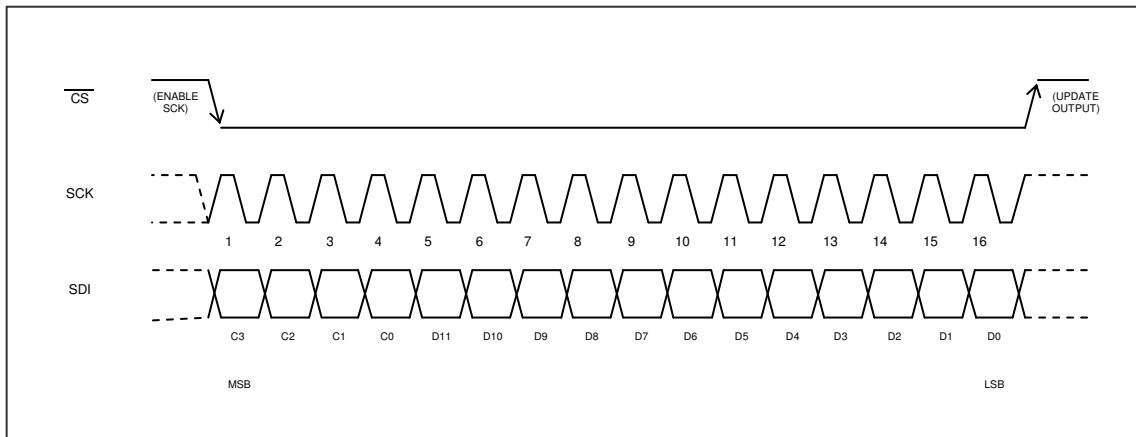 CS
(ENABLE
SCK)
(UPDATE
OUTPUT)
SCK
1 2 3 4 5 6 7 8 9 10 11 12 13 14 15 16
SDI
C3 C2 C1 C0 D11 D10 D9 D8 D7 D6 D5 D4 D3 D2 D1 D0
MSB LSB